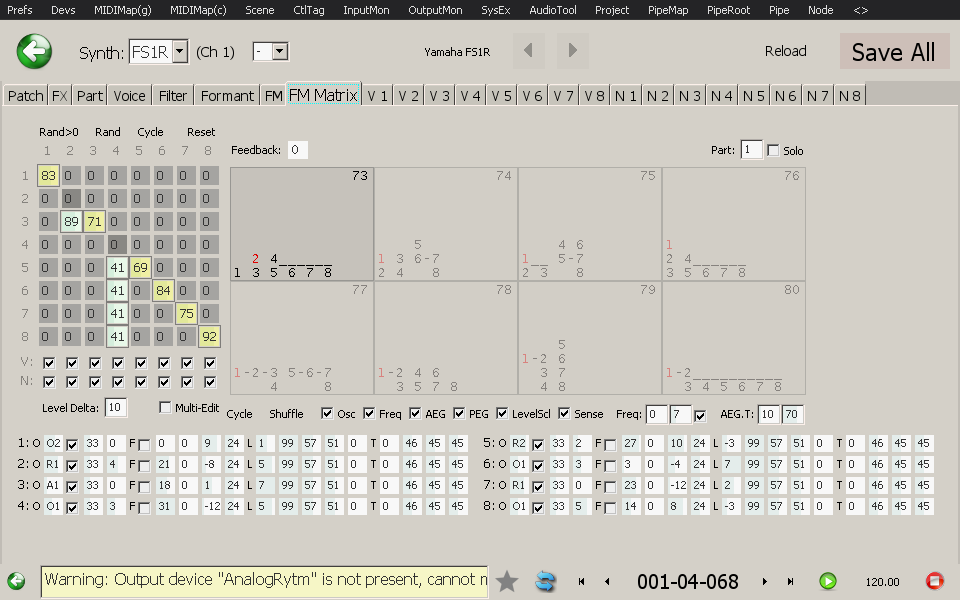 Prefs Devs MIDIMap(g) MIDIMap(c) Scene CtlTag InputMon OutputMon SysEx AudioTool Project PipeMap PipeRoot Pipe Node <>
Synth: FS1R (Ch 1) - Yamaha FS1R Reload Save All
Patch FX Part Voice Filter Formant FM FM Matrix V 1 V 2 V 3 V 4 V 5 V 6 V 7 V 8 N 1 N 2 N 3 N 4 N 5 N 6 N 7 N 8
Rand>0 Rand Cycle Reset
1 2 3 4 5 6 7 8
Feedback: 0 Part: 1 Solo
1 83 0 0 0 0 0 0 0
2 0 0 0 0 0 0 0 0
3 0 89 71 0 0 0 0 0
4 0 0 0 0 0 0 0 0
5 0 0 0 41 69 0 0 0
6 0 0 0 41 0 84 0 0
7 0 0 0 41 0 0 75 0
8 0 0 0 41 0 0 0 92
V:
N:
73 74 75 76
5 4 6 1
2 4______ 1 3 6-7 1__ 5-7 2 4______
1 3 5 6 7 8 2 4 8 2 3 8 3 5 6 7 8
77 78 79 80
5
1-2 6
1-2-3 5-6-7 1-2 4 6 3 7 1-2_________
4 8 3 5 7 8 4 8 3 4 5 6 7 8
Level Delta: 10 Multi-Edit Cycle Shuffle Osc Freq AEG PEG LevelScl Sense Freq: 0 7 AEG.T: 10 70
1: O O2 33 0 F 0 0 9 24 L 1 99 57 51 0 T 0 46 45 45
2: O R1 33 4 F 21 0 -8 24 L 5 99 57 51 0 T 0 46 45 45
3: O A1 33 0 F 18 0 1 24 L 7 99 57 51 0 T 0 46 45 45
4: O O1 33 3 F 31 0 -12 24 L 5 99 57 51 0 T 0 46 45 45
5: O R2 33 2 F 27 0 10 24 L -3 99 57 51 0 T 0 46 45 45
6: O O1 33 3 F 3 0 -4 24 L 7 99 57 51 0 T 0 46 45 45
7: O R1 33 0 F 23 0 -12 24 L 2 99 57 51 0 T 0 46 45 45
8: O O1 33 5 F 14 0 8 24 L -3 99 57 51 0 T 0 46 45 45
Warning: Output device "AnalogRytm" is not present, cannot 001-04-068 120.00